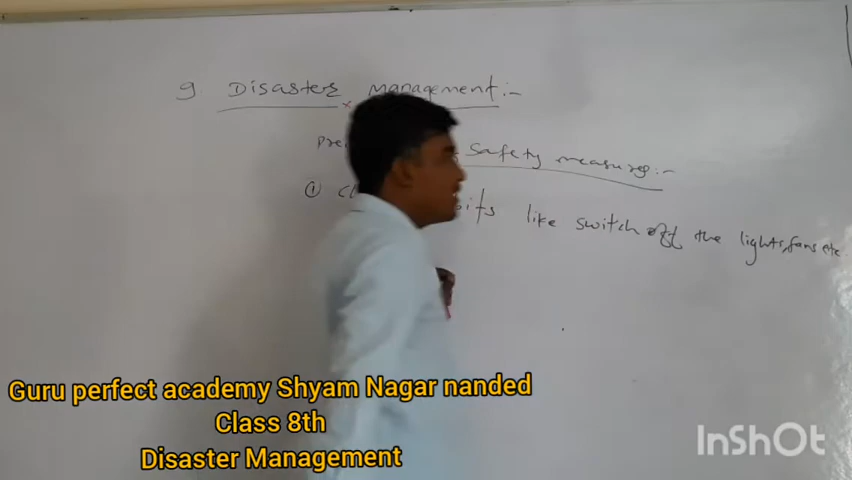 9. Disaster Management :-
safety measures :-
① like switch off the lights, fans etc
Guru perfect academy Shyam Nagar nanded
Class 8th
Disaster Management
InShOt